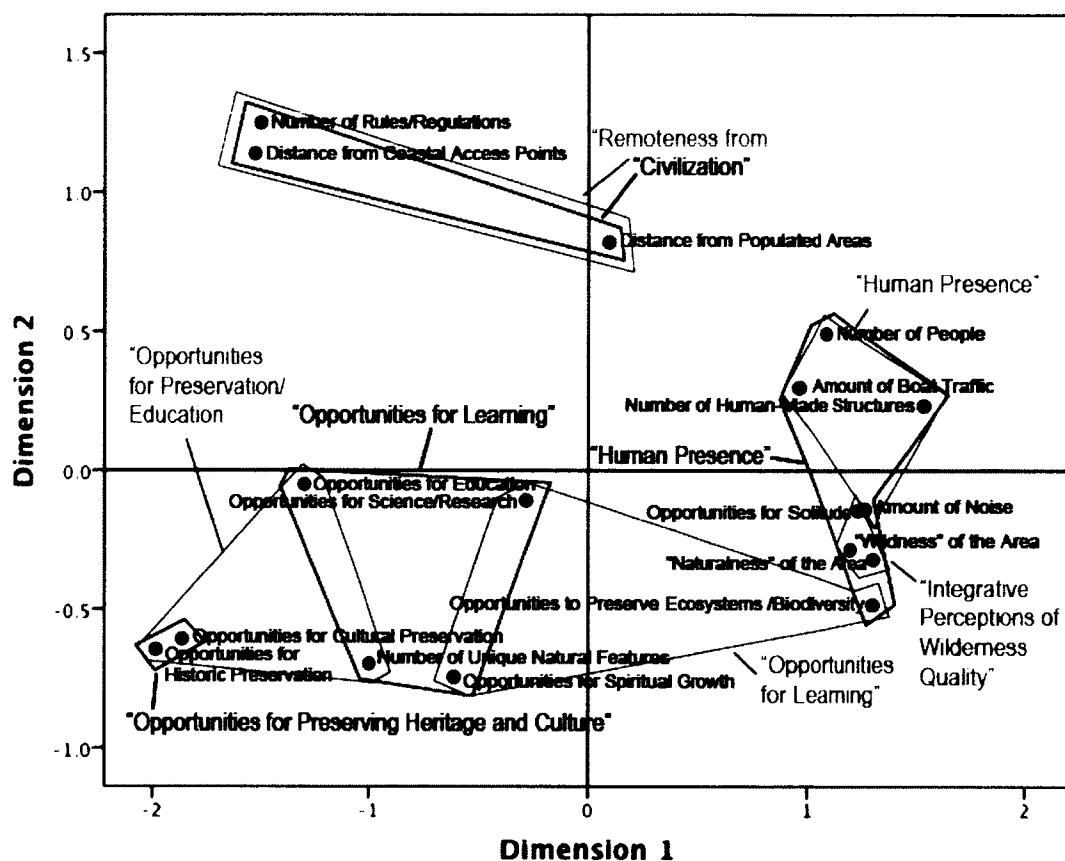 1.5
Number of Rules/Regulations
Distance from Coastal Access Points
"Remoteness from
"Civilization"
1.0
Distance from Populated Areas
"Human Presence"
0.5
Number of People
"Opportunities
for Preservation/
Education
Amount of Boat Traffic
Number of Human-Made Structures
"Opportunities for Learning"
"Human Presence"
0.0
Opportunities for Education
Opportunities for Science/Research
Opportunities for Solitude
Amount of Noise
"Wildness" of the Area
"Naturalness" of the Area
-0.5
Opportunities to Preserve Ecosystems/Biodiversity
"Integrative
Perceptions of
Wilderness
Quality"
Opportunities for Cultural Preservation
Opportunities for
Historic Preservation
Number of Unique Natural Features
Opportunities for Spiritual Growth
"Opportunities
for Learning"
"Opportunities for Preserving Heritage and Culture"
-1.0
Dimension 2
-2
-1
0
1
2
Dimension 1